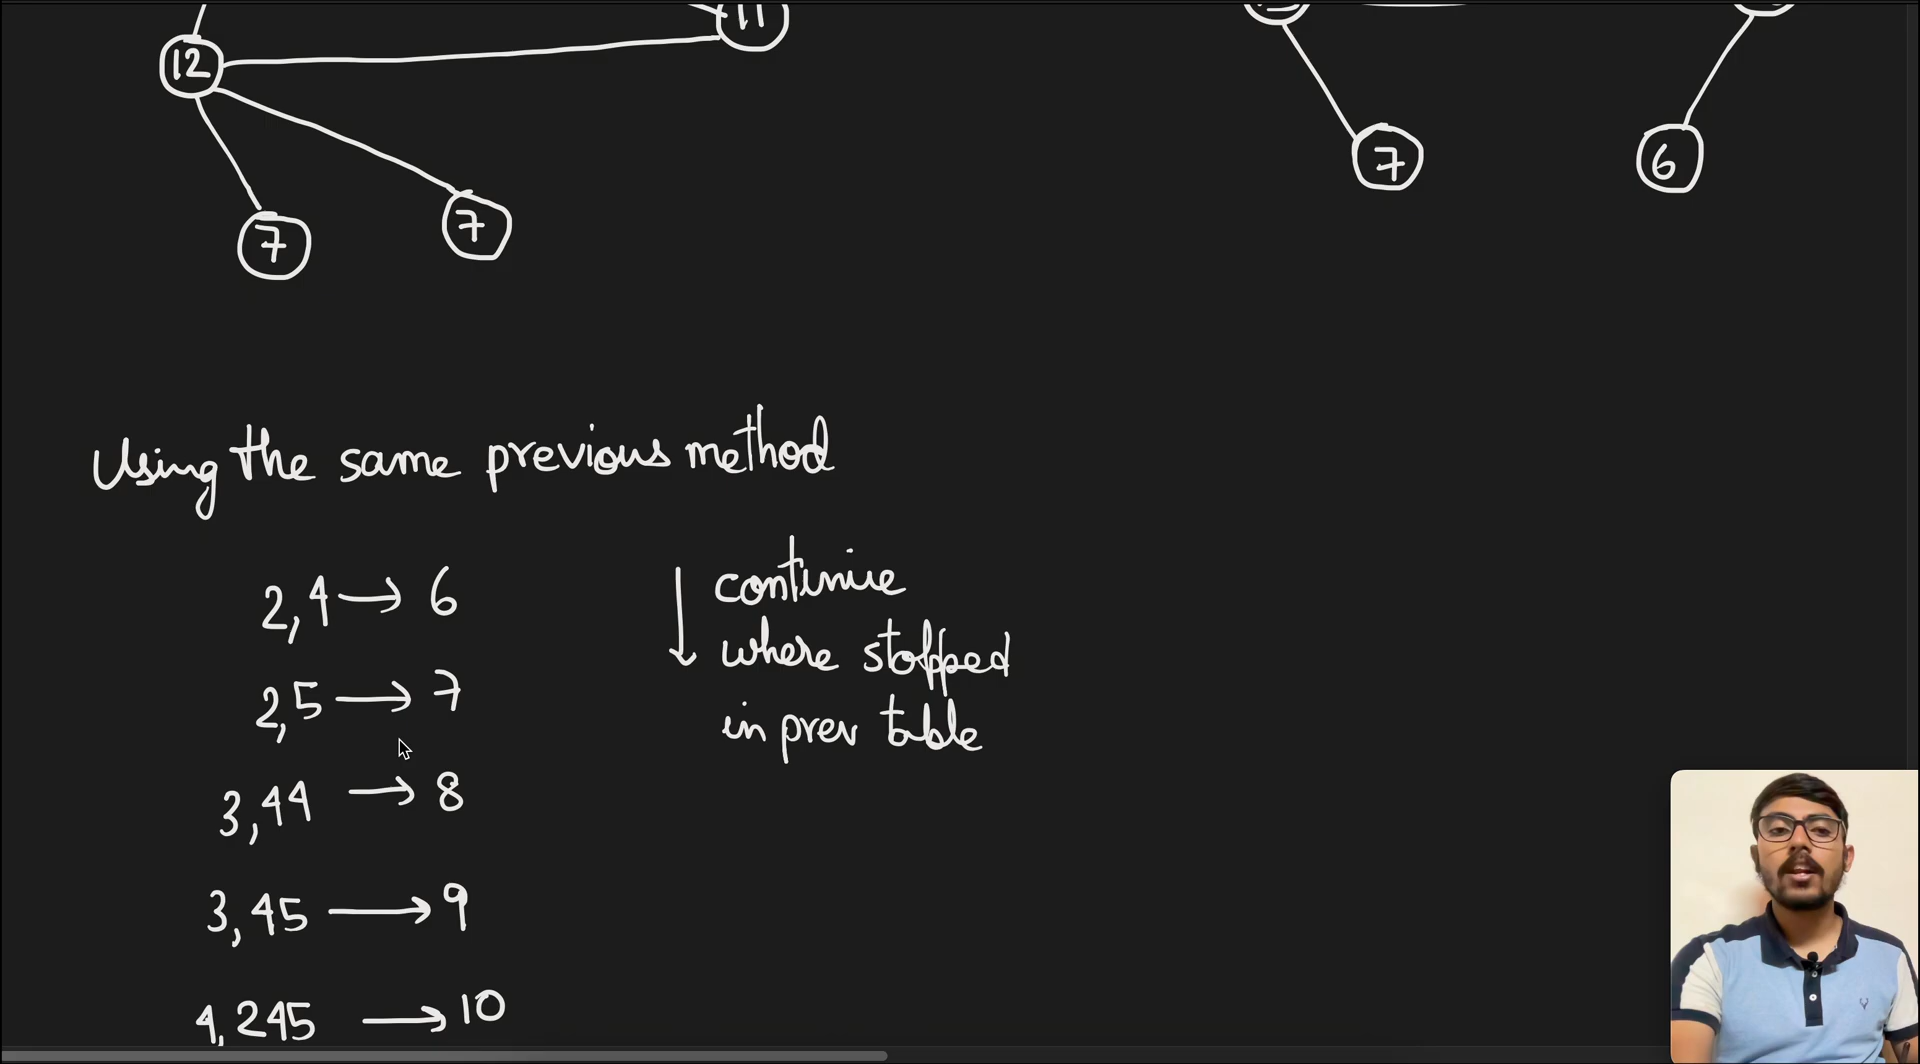 11
12
7
6
7
7
Using the same previous method
2,4 → 6
2,5 → 7
3,44 → 8
3,45 → 9
4,245 → 10
↓ continue
where stopped
in prev table